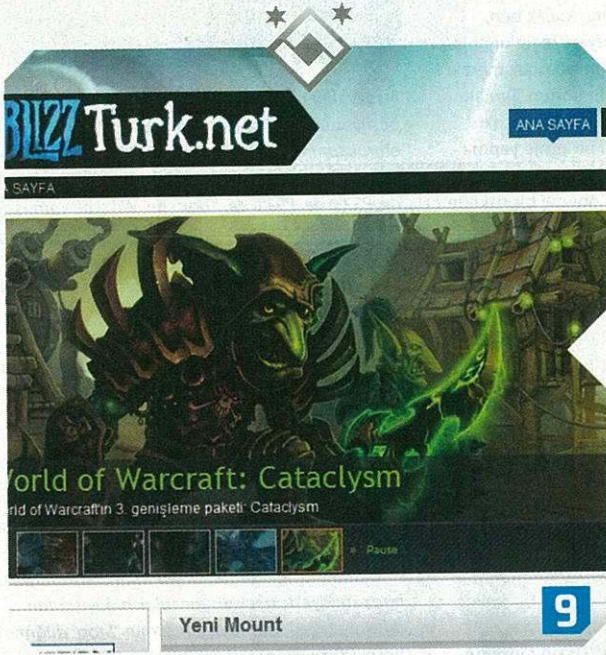 BLIZZTurk.net
ANA SAYFA
A SAYFA
orld of Warcraft: Cataclysm
rld of Warcraft'ın 3. genişleme paketi: Cataclysm
» Pause
Yeni Mount
9